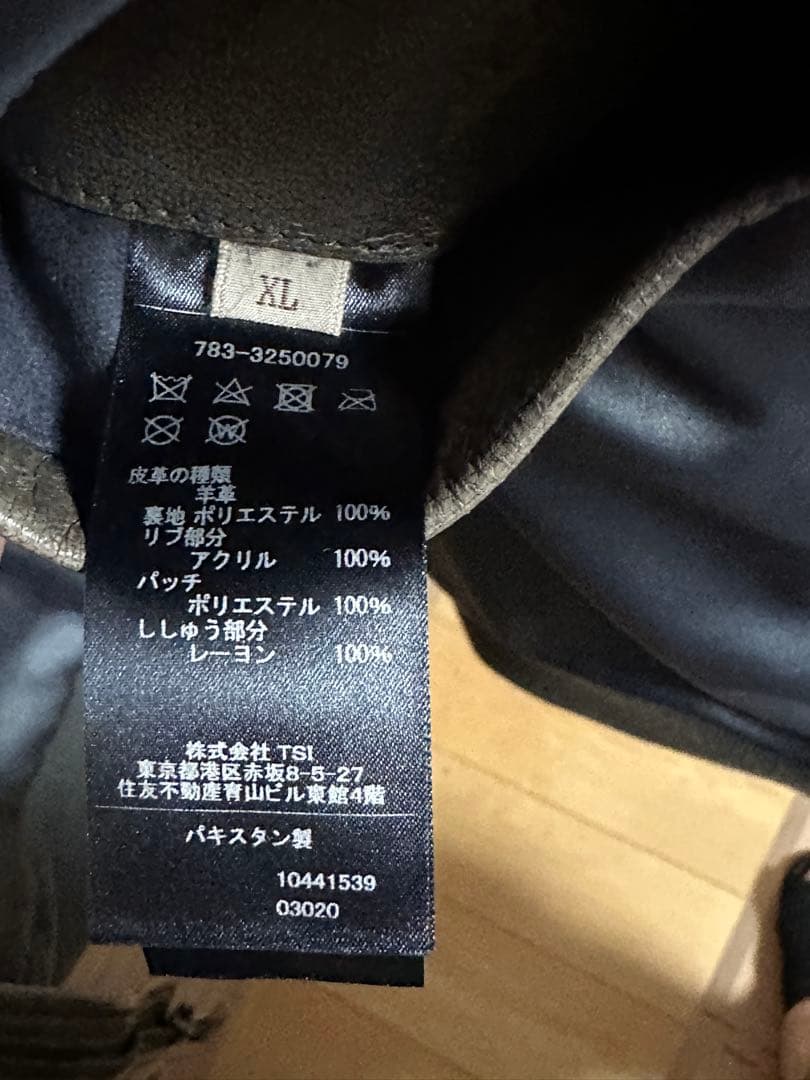 XL
783-3250079
W
皮革の種類
羊革
裏地 ポリエステル 100%
リブ部分
アクリル 100%
パッチ
ポリエステル 100%
ししゅう部分
レーヨン 100%
株式会社 TSI
東京都港区赤坂8-5-27
住友不動産青山ビル東館4階
パキスタン製
10441539
03020